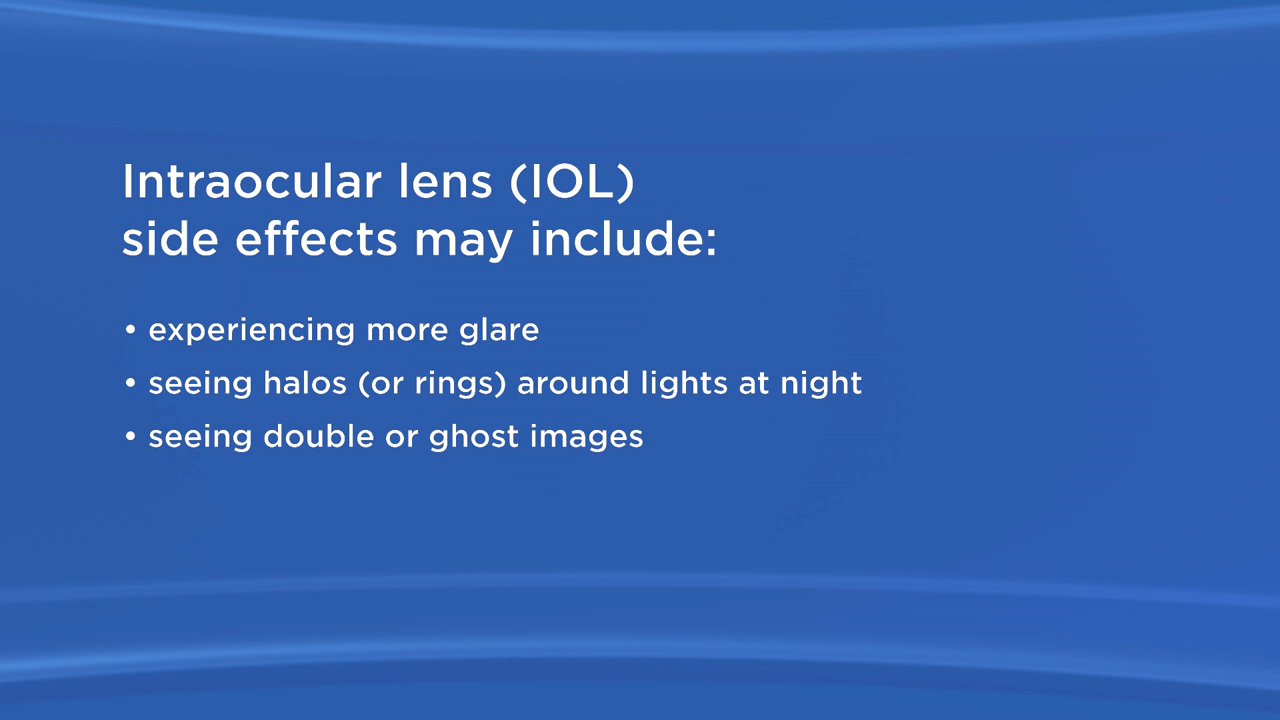 Intraocular lens (IOL)
side effects may include:
• experiencing more glare
• seeing halos (or rings) around lights at night
• seeing double or ghost images